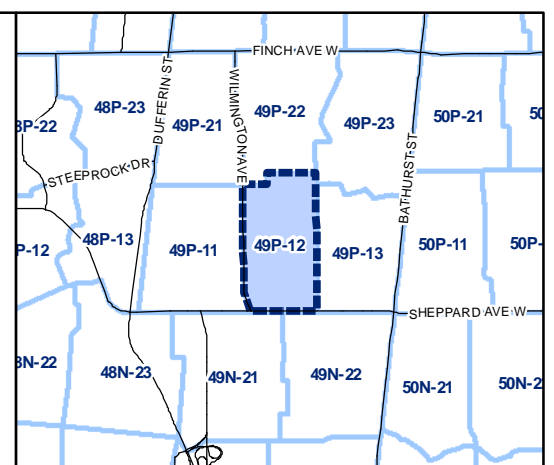 FINCH AVE W
48P-23
DUFFERIN ST
WILMINGTON AVE
49P-22
50P-21
50
3P-22
49P-21
49P-23
STEEPROCK DR
BATHURST ST
P-12
48P-13
49P-11
49P-12
49P-13
50P-11
50P-
SHEPPARD AVE W
8N-22
48N-23
49N-21
49N-22
50N-21
50N-2